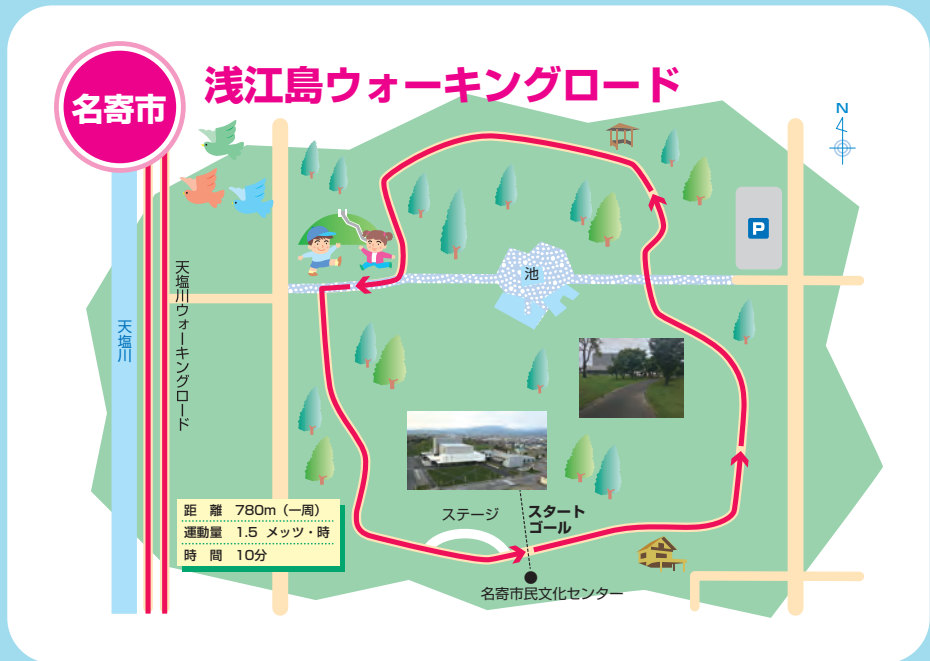 名寄市
浅江島ウォーキングロード
N
P
池
天塩川
天塩川ウォーキングロード
距　離　780m（一周）
運動量　1.5 メッツ・時
時　間　10分
ステージ
スタート
ゴール
名寄市民文化センター